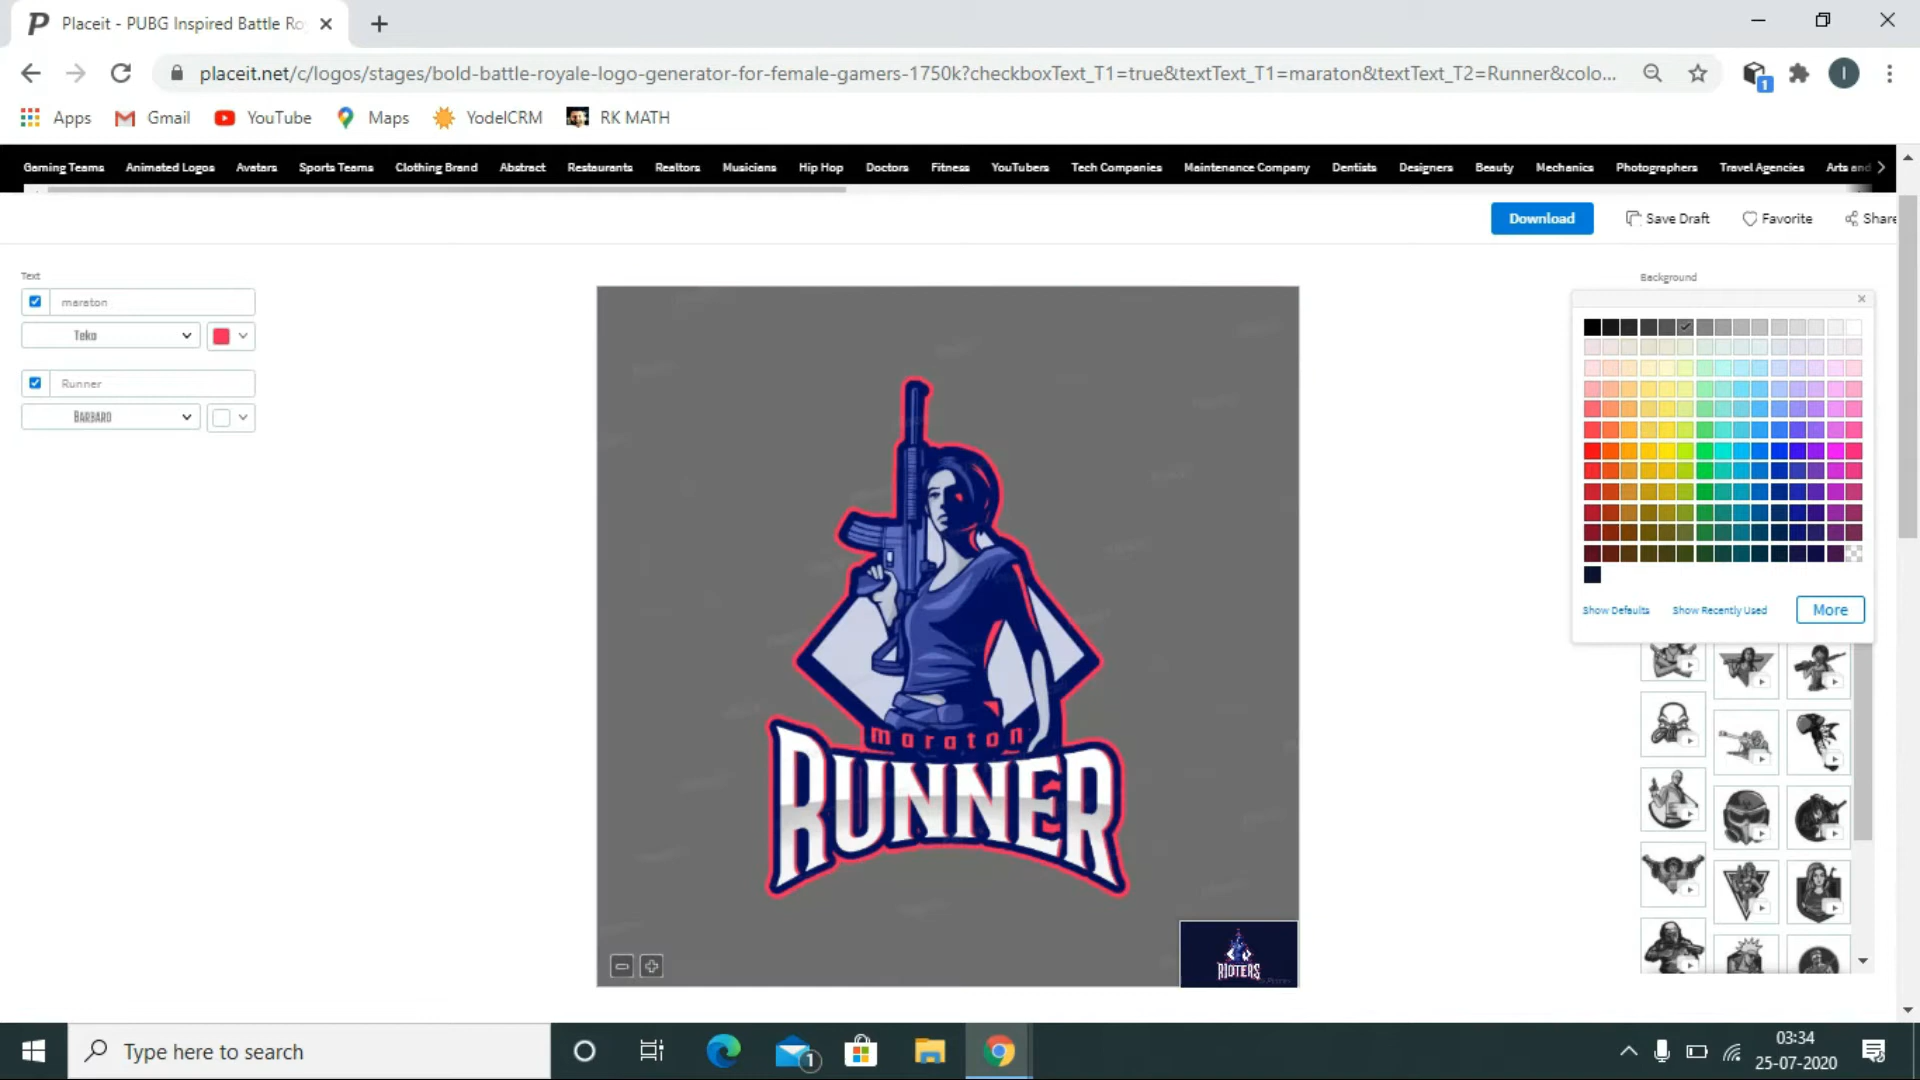 Placeit - PUBG Inspired Battle Ro
placeit.net/c/logos/stages/bold-battle-royale-logo-generator-for-female-gamers-1750k?checkboxText_T1=true&textText_T1=maraton&textText_T2=Runner&colo...
1
I
Apps
Gmail
YouTube
Maps
YodelCRM
RK MATH
Gaming Teams
Animated Logos
Avatars
Sports Teams
Clothing Brand
Abstract
Restaurants
Realtors
Musicians
Hip Hop
Doctors
Fitness
YouTubers
Tech Companies
Maintenance Company
Dentists
Designers
Beauty
Mechanics
Photographers
Travel Agencies
Arts and
Download
Save Draft
Favorite
Share
Text
maraton
Teko
Runner
BARBARO
Background
Show Defaults
Show Recently Used
More
maraton
RUNNER
RIOTERS
Type here to search
1
03:34
25-07-2020